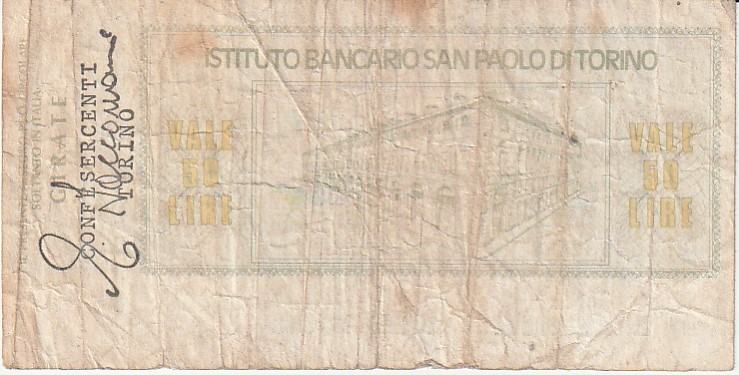 ISTITUTO BANCARIO SAN PAOLO DI TORINO
VALE
50
LIRE
VALE
50
LIRE
SOLTANTO IN ITALIA
GIRATE
CONFESERCENTI
TORINO